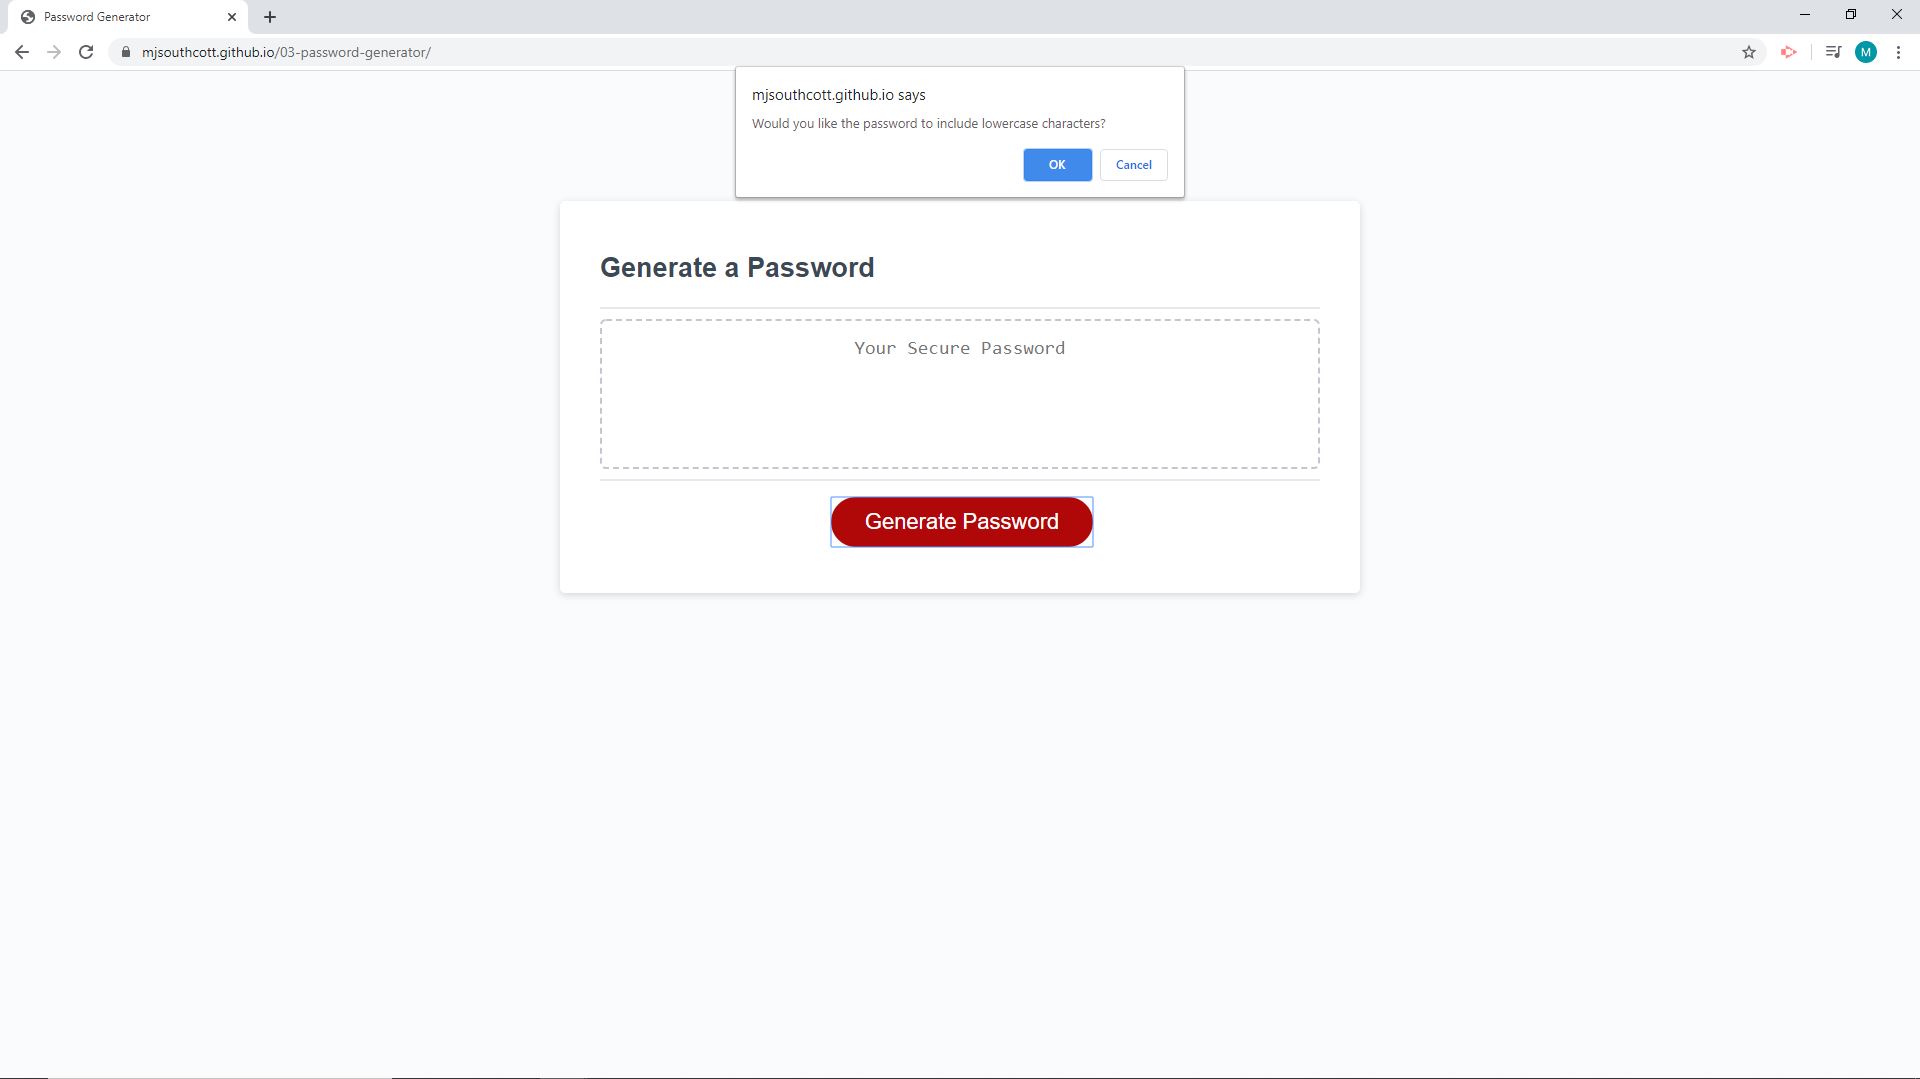 Password Generator
mjsouthcott.github.io/03-password-generator/
M
mjsouthcott.github.io says
Would you like the password to include lowercase characters?
OK Cancel
Generate a Password
Your Secure Password
Generate Password